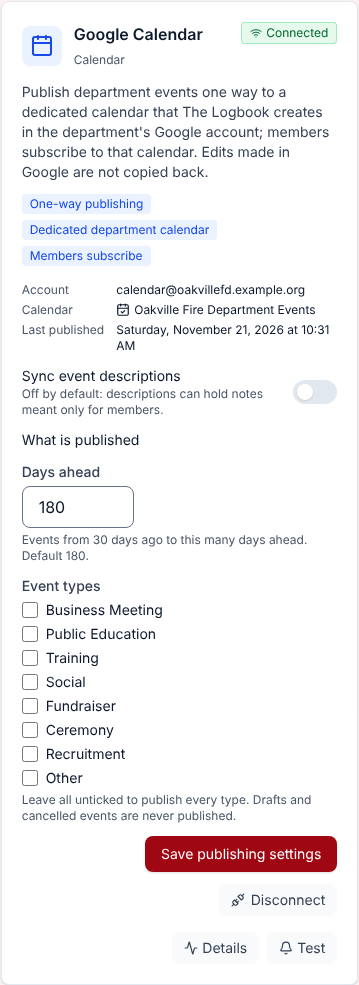 Google Calendar
Connected
Calendar
Publish department events one way to a
dedicated calendar that The Logbook creates
in the department's Google account; members
subscribe to that calendar. Edits made in
Google are not copied back.
One-way publishing
Dedicated department calendar
Members subscribe
Account calendar@oakvillefd.example.org
Calendar Oakville Fire Department Events
Last published Saturday, November 21, 2026 at 10:31
AM
Sync event descriptions
Off by default: descriptions can hold notes
meant only for members.
What is published
Days ahead
180
Events from 30 days ago to this many days ahead.
Default 180.
Event types
Business Meeting
Public Education
Training
Social
Fundraiser
Ceremony
Recruitment
Other
Leave all unticked to publish every type. Drafts and
cancelled events are never published.
Save publishing settings
Disconnect
Details Test